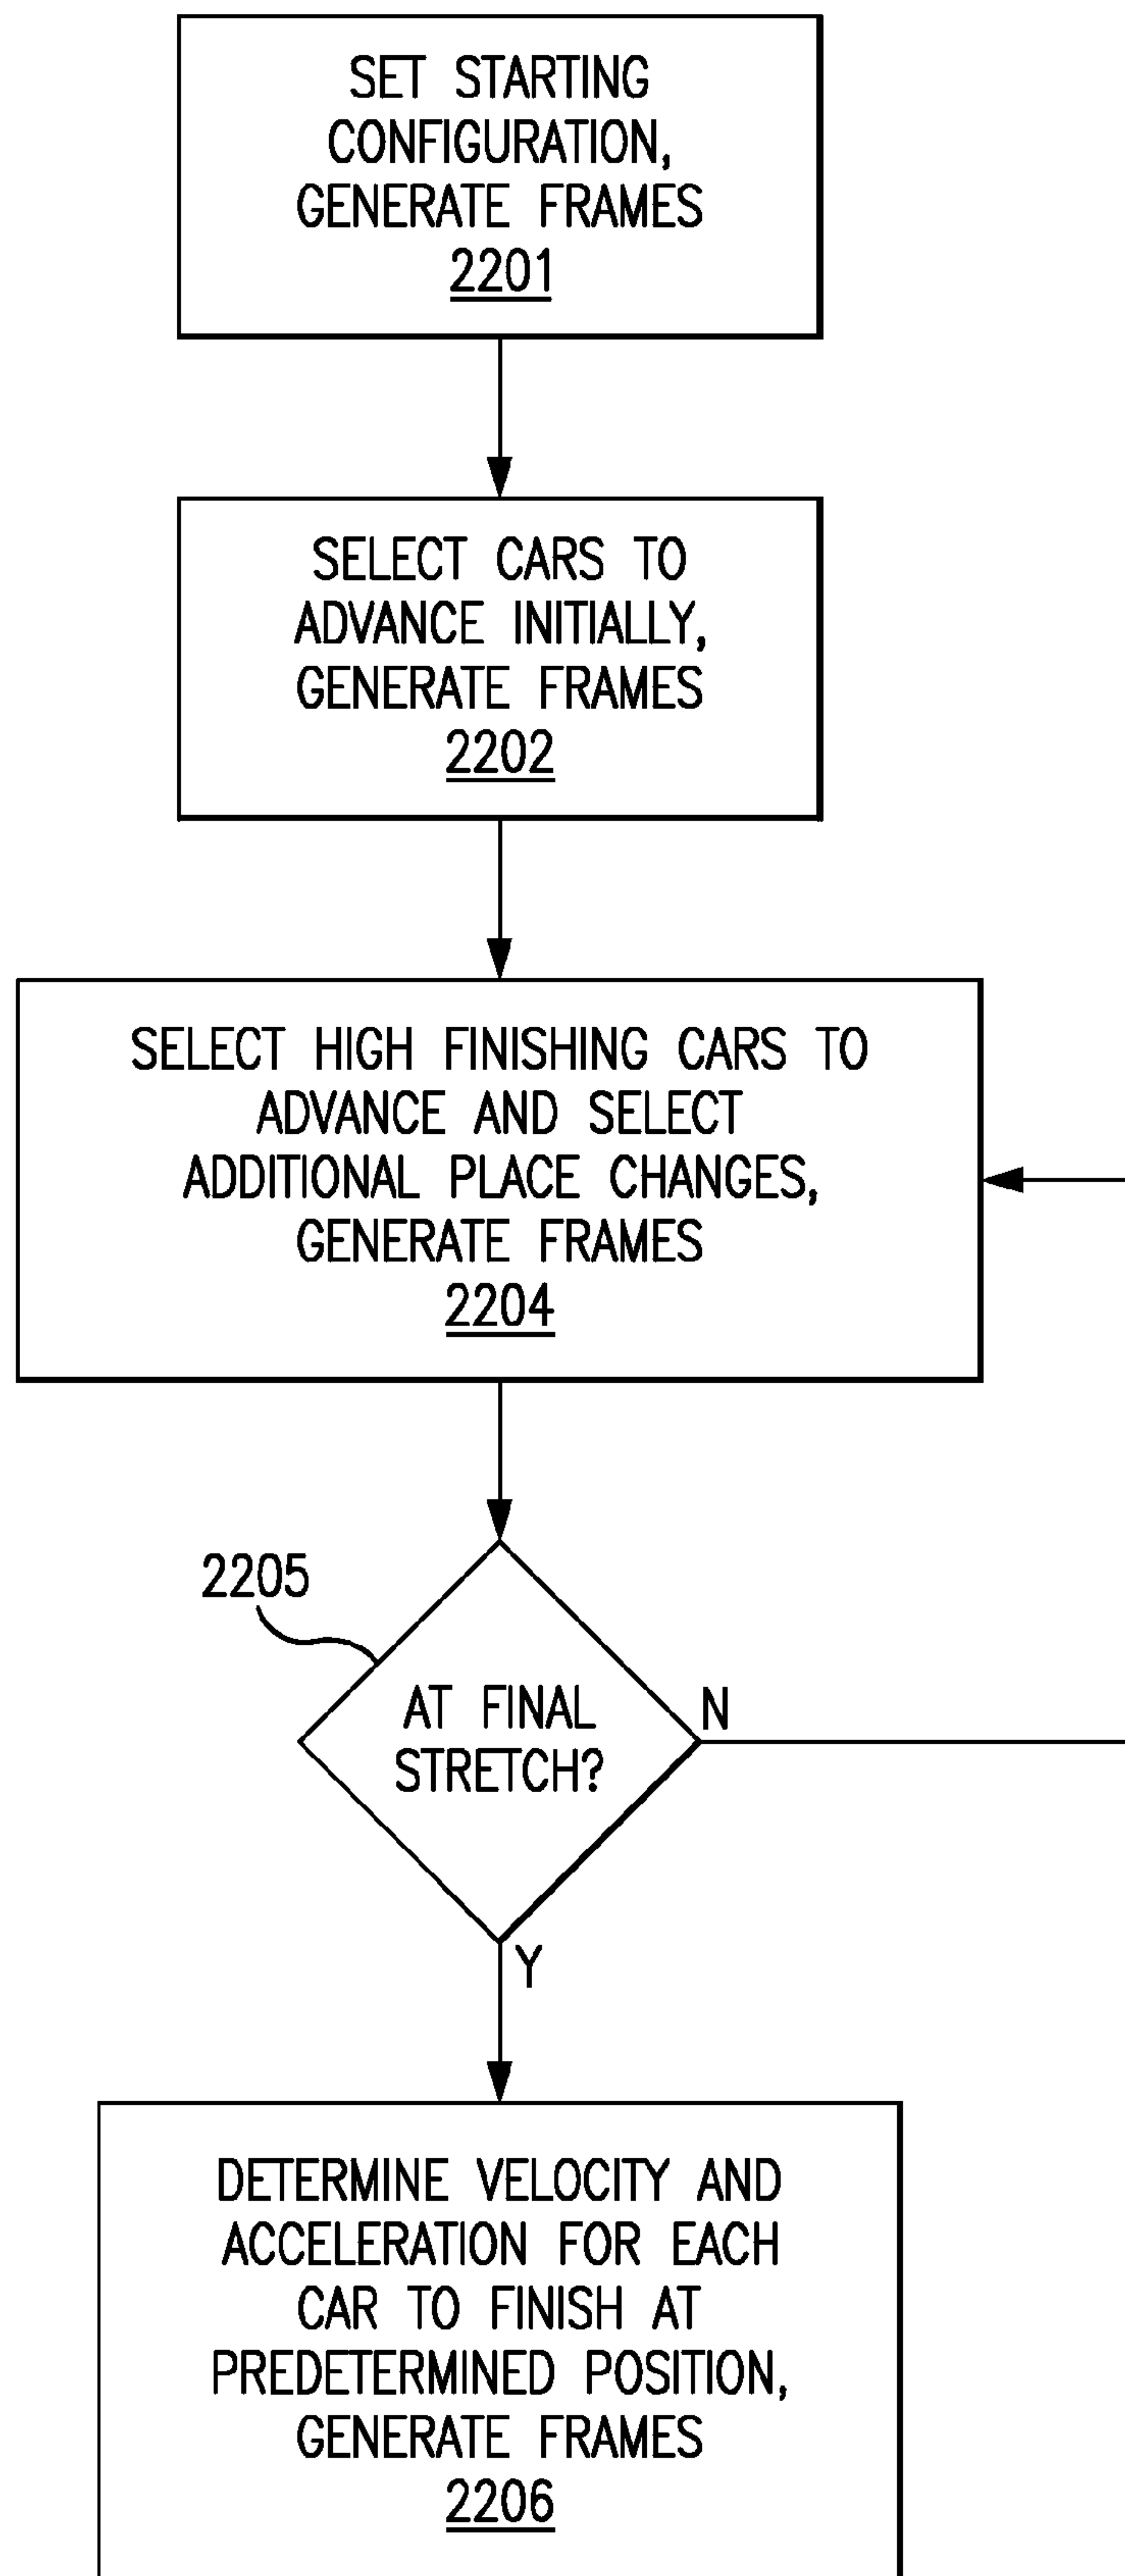 SET STARTING
CONFIGURATION,
GENERATE FRAMES
2201
SELECT CARS TO
ADVANCE INITIALLY,
GENERATE FRAMES
2202
SELECT HIGH FINISHING CARS TO
ADVANCE AND SELECT
ADDITIONAL PLACE CHANGES,
GENERATE FRAMES
2204
2205
AT FINAL
STRETCH?
N
Y
DETERMINE VELOCITY AND
ACCELERATION FOR EACH
CAR TO FINISH AT
PREDETERMINED POSITION,
GENERATE FRAMES
2206